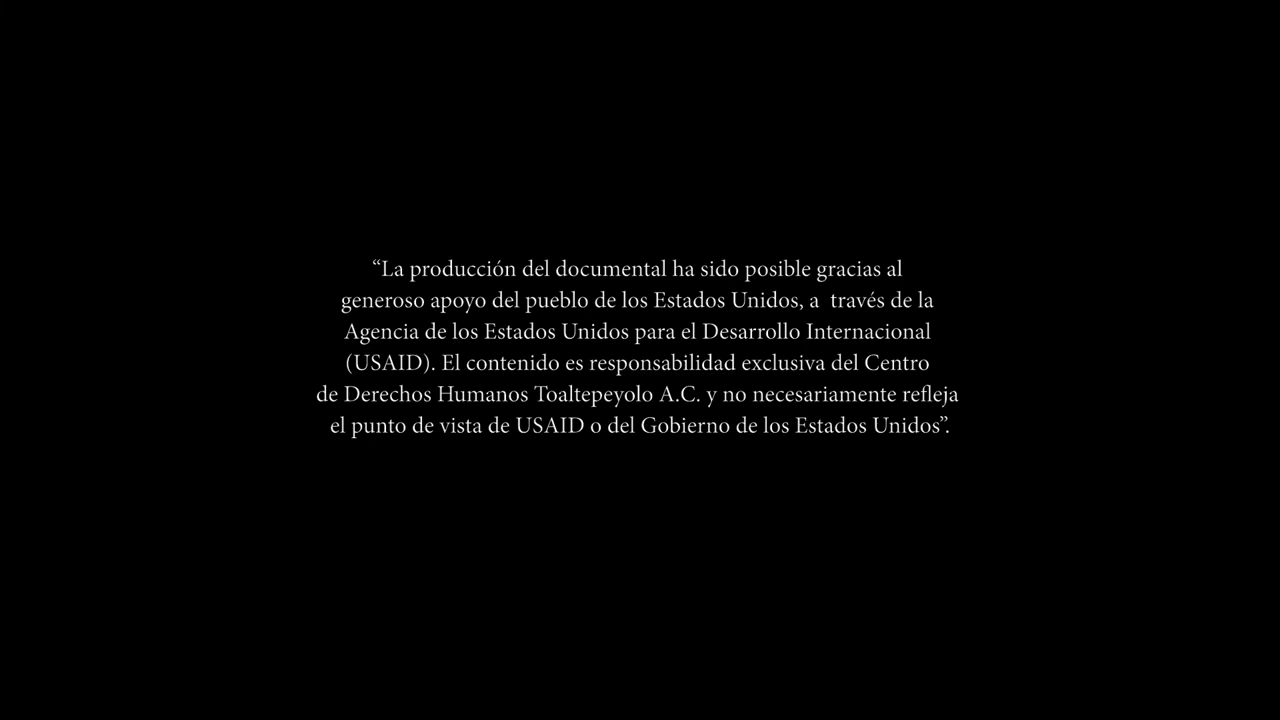 “La producción del documental ha sido posible gracias al
generoso apoyo del pueblo de los Estados Unidos, a  través de la
Agencia de los Estados Unidos para el Desarrollo Internacional
(USAID). El contenido es responsabilidad exclusiva del Centro
de Derechos Humanos Toaltepeyolo A.C. y no necesariamente refleja
el punto de vista de USAID o del Gobierno de los Estados Unidos”.